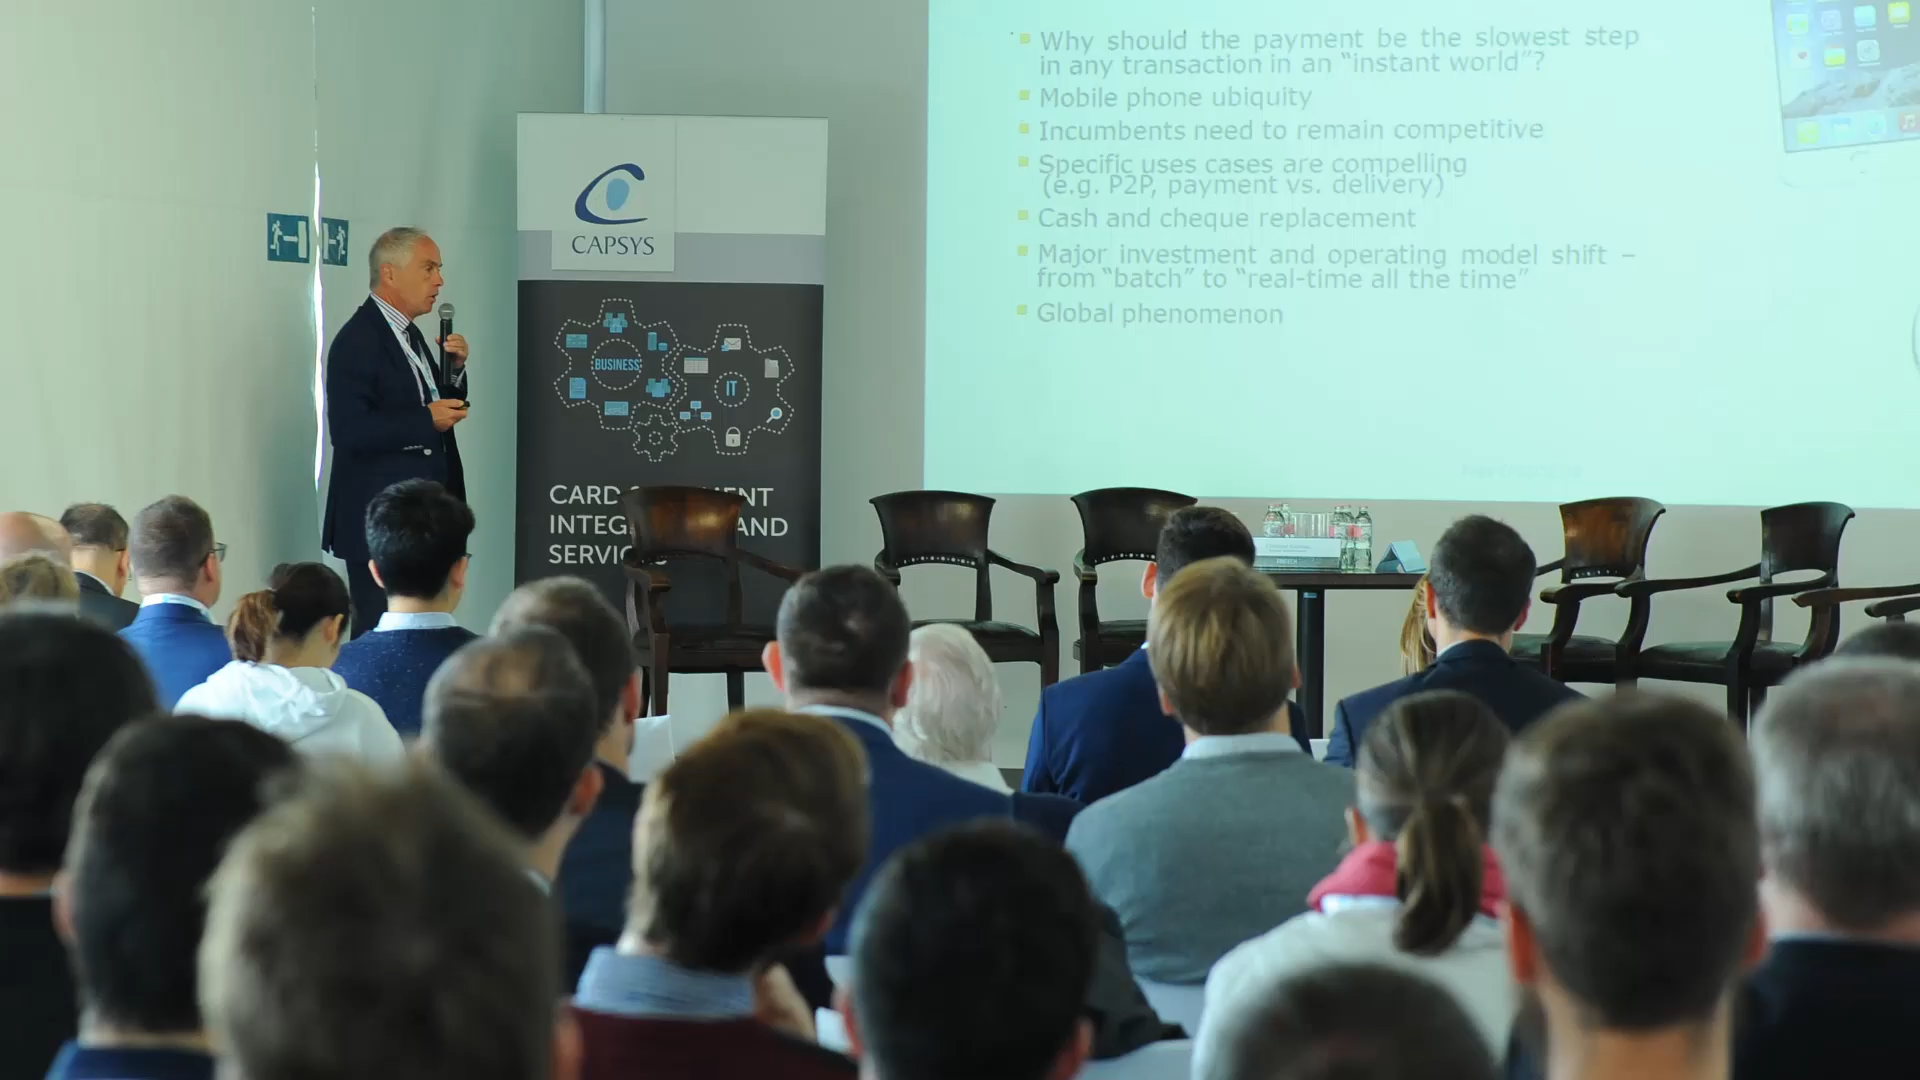 Why should the payment be the slowest step
in any transaction in an “instant world”?
Mobile phone ubiquity
Incumbents need to remain competitive
Specific uses cases are compelling
(e.g. P2P, payment vs. delivery)
Cash and cheque replacement
Major investment and operating model shift –
from “batch” to “real-time all the time”
Global phenomenon
CAPSYS
BUSINESS
IT
CARD
INTEG AND
SERVIC